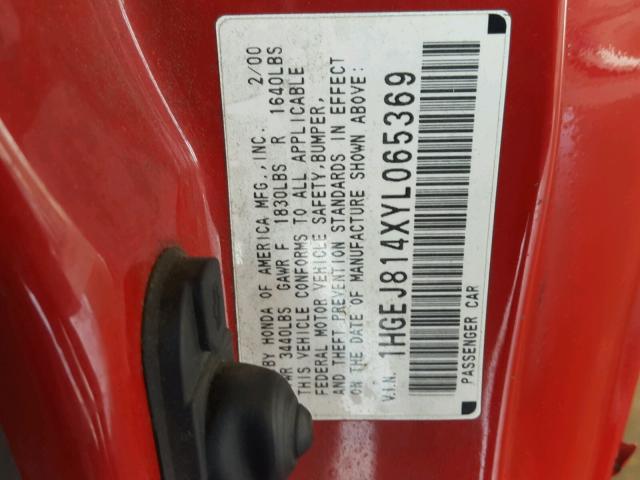 BY HONDA OF AMERICA MFG.,INC. 2/00
WR 3440LBS GAWR F 1830LBS R 1640LBS
THIS VEHICLE CONFORMS TO ALL APPLICABLE
FEDERAL MOTOR VEHICLE SAFETY,BUMPER,
AND THEFT PREVENTION STANDARDS IN EFFECT
ON THE DATE OF MANUFACTURE SHOWN ABOVE:
V.I.N. 1HGEJ814XYL065369
PASSENGER CAR